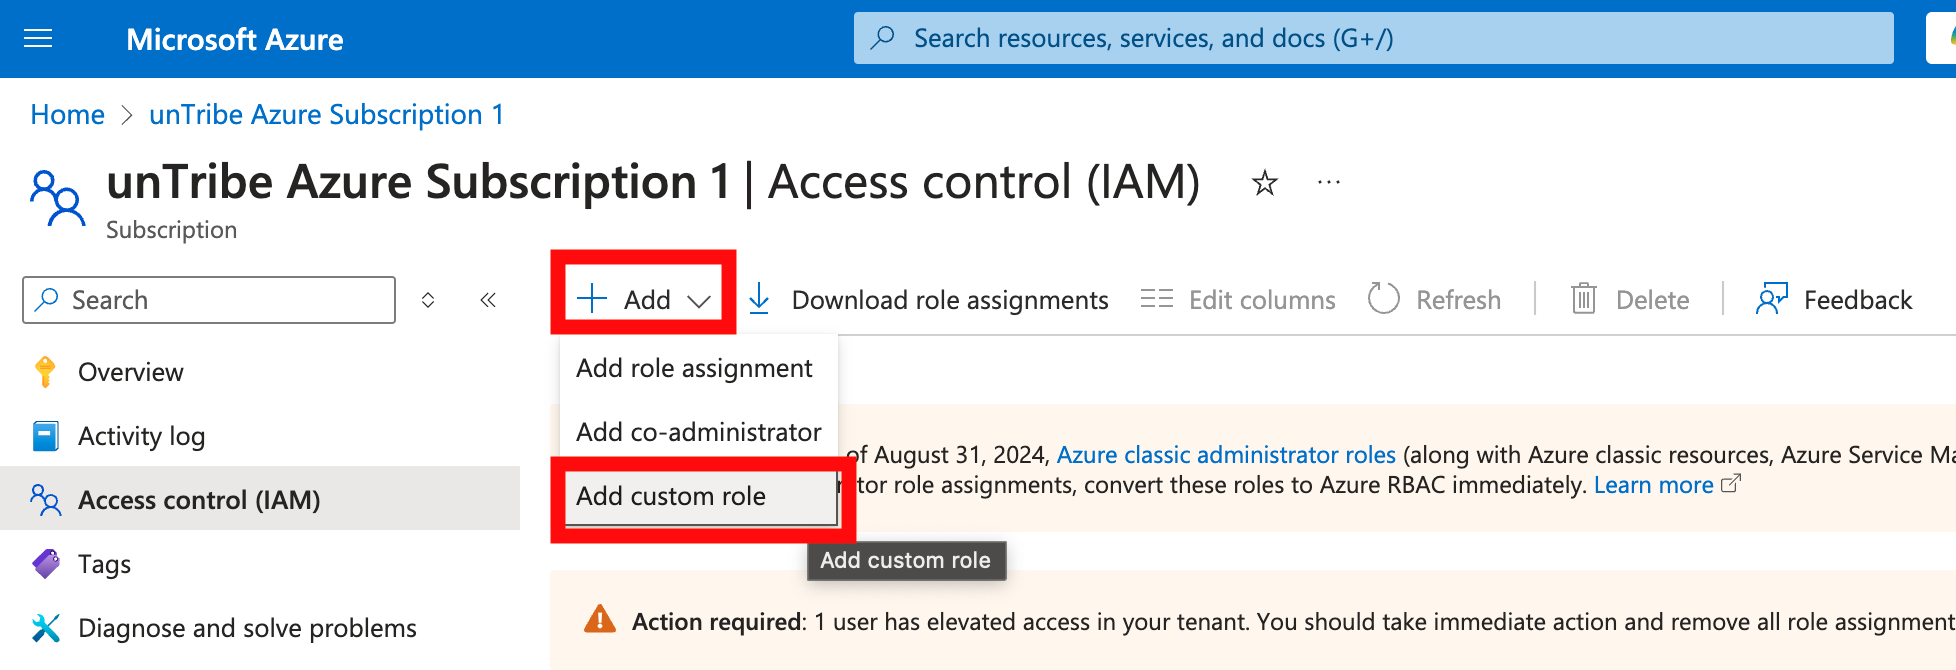 Microsoft Azure
Search resources, services, and docs (G+/)
Home > unTribe Azure Subscription 1
unTribe Azure Subscription 1 | Access control (IAM)
Subscription
Search
Add
Download role assignments
Edit columns
Refresh
Delete
Feedback
Overview
Activity log
Access control (IAM)
Tags
Diagnose and solve problems
Add role assignment
Add co-administrator
Add custom role
Add custom role
of August 31, 2024, Azure classic administrator roles (along with Azure classic resources, Azure Service
role assignments, convert these roles to Azure RBAC immediately. Learn more
Action required: 1 user has elevated access in your tenant. You should take immediate action and remove all role assignment